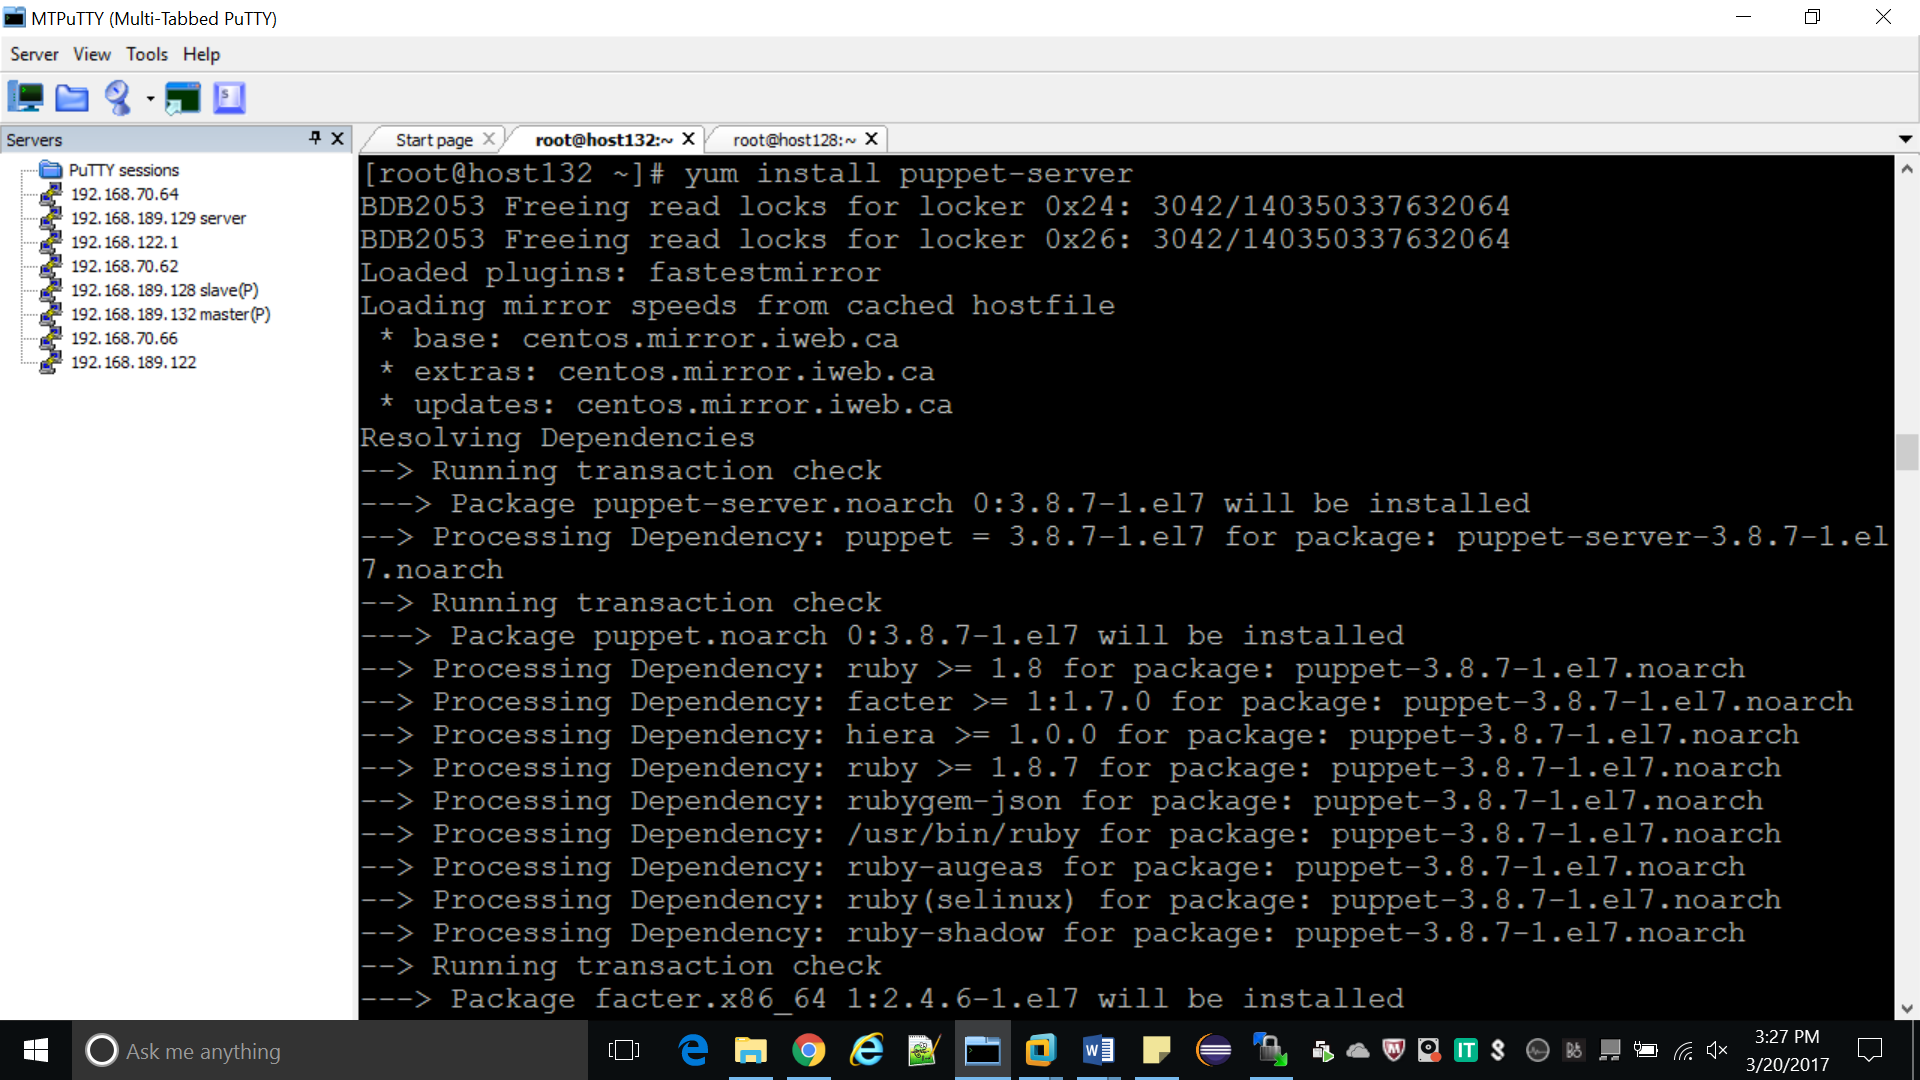 MTPuTTY (Multi-Tabbed PuTTY)
Server View Tools Help
Servers
PuTTY sessions
192.168.70.64
192.168.189.129 server
192.168.122.1
192.168.70.62
192.168.189.128 slave(P)
192.168.189.132 master(P)
192.168.70.66
192.168.189.122
Start page root@host132:~ root@host128:~
[root@host132 ~]# yum install puppet-server
BDB2053 Freeing read locks for locker 0x24: 3042/140350337632064
BDB2053 Freeing read locks for locker 0x26: 3042/140350337632064
Loaded plugins: fastestmirror
Loading mirror speeds from cached hostfile
 * base: centos.mirror.iweb.ca
 * extras: centos.mirror.iweb.ca
 * updates: centos.mirror.iweb.ca
Resolving Dependencies
--> Running transaction check
---> Package puppet-server.noarch 0:3.8.7-1.el7 will be installed
--> Processing Dependency: puppet = 3.8.7-1.el7 for package: puppet-server-3.8.7-1.el
7.noarch
--> Running transaction check
---> Package puppet.noarch 0:3.8.7-1.el7 will be installed
--> Processing Dependency: ruby >= 1.8 for package: puppet-3.8.7-1.el7.noarch
--> Processing Dependency: facter >= 1:1.7.0 for package: puppet-3.8.7-1.el7.noarch
--> Processing Dependency: hiera >= 1.0.0 for package: puppet-3.8.7-1.el7.noarch
--> Processing Dependency: ruby >= 1.8.7 for package: puppet-3.8.7-1.el7.noarch
--> Processing Dependency: rubygem-json for package: puppet-3.8.7-1.el7.noarch
--> Processing Dependency: /usr/bin/ruby for package: puppet-3.8.7-1.el7.noarch
--> Processing Dependency: ruby-augeas for package: puppet-3.8.7-1.el7.noarch
--> Processing Dependency: ruby(selinux) for package: puppet-3.8.7-1.el7.noarch
--> Processing Dependency: ruby-shadow for package: puppet-3.8.7-1.el7.noarch
--> Running transaction check
---> Package facter.x86_64 1:2.4.6-1.el7 will be installed
Ask me anything
IT
3:27 PM
3/20/2017